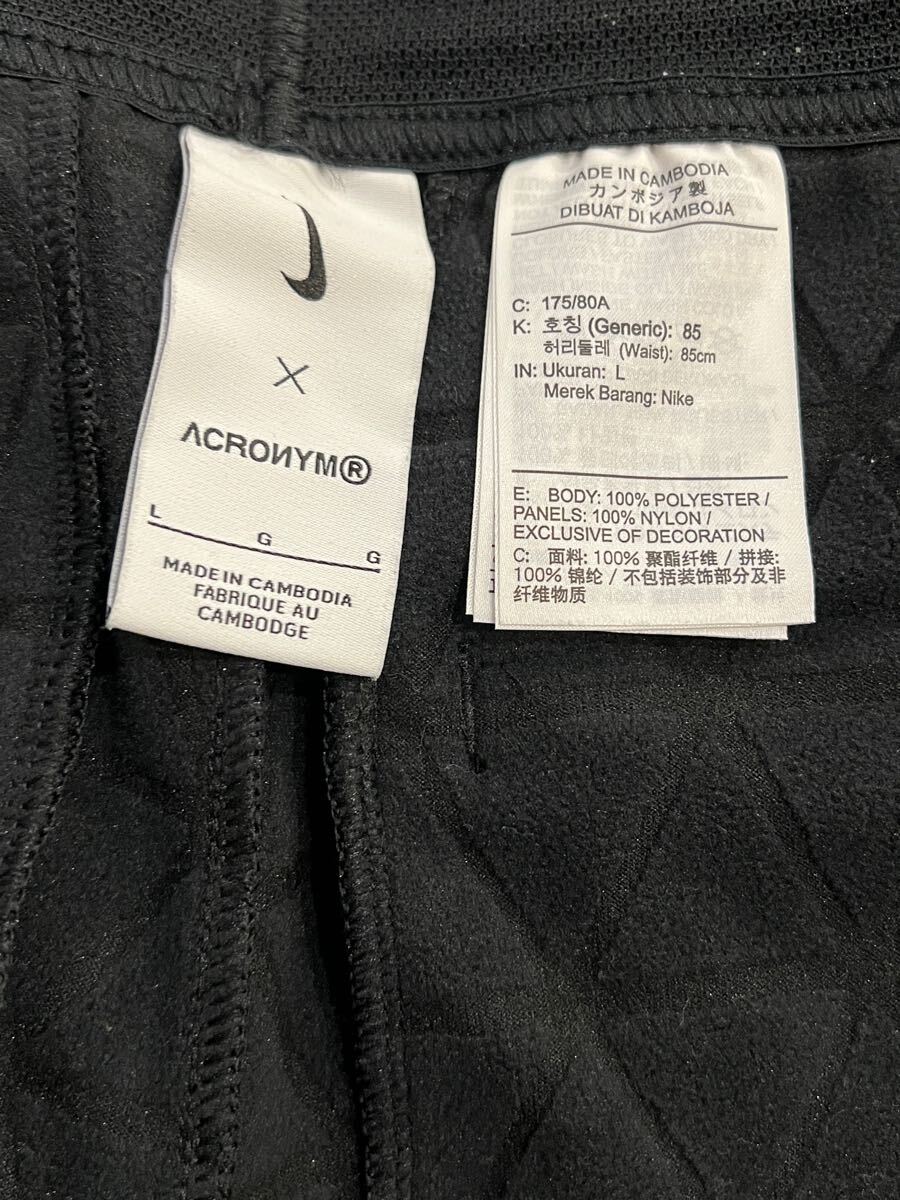 ×
ACRONYM®
L
G
G
MADE IN CAMBODIA
FABRIQUE AU
CAMBODGE
MADE IN CAMBODIA
カンボジア製
DIBUAT DI KAMBOJA
C: 175/80A
K: 호칭 (Generic): 85
허리둘레 (Waist): 85cm
IN: Ukuran: L
Merek Barang: Nike
E: BODY: 100% POLYESTER /
PANELS: 100% NYLON /
EXCLUSIVE OF DECORATION
C: 面料: 100% 聚酯纤维 / 拼接:
100% 锦纶 / 不包括装饰部分及非
纤维物质